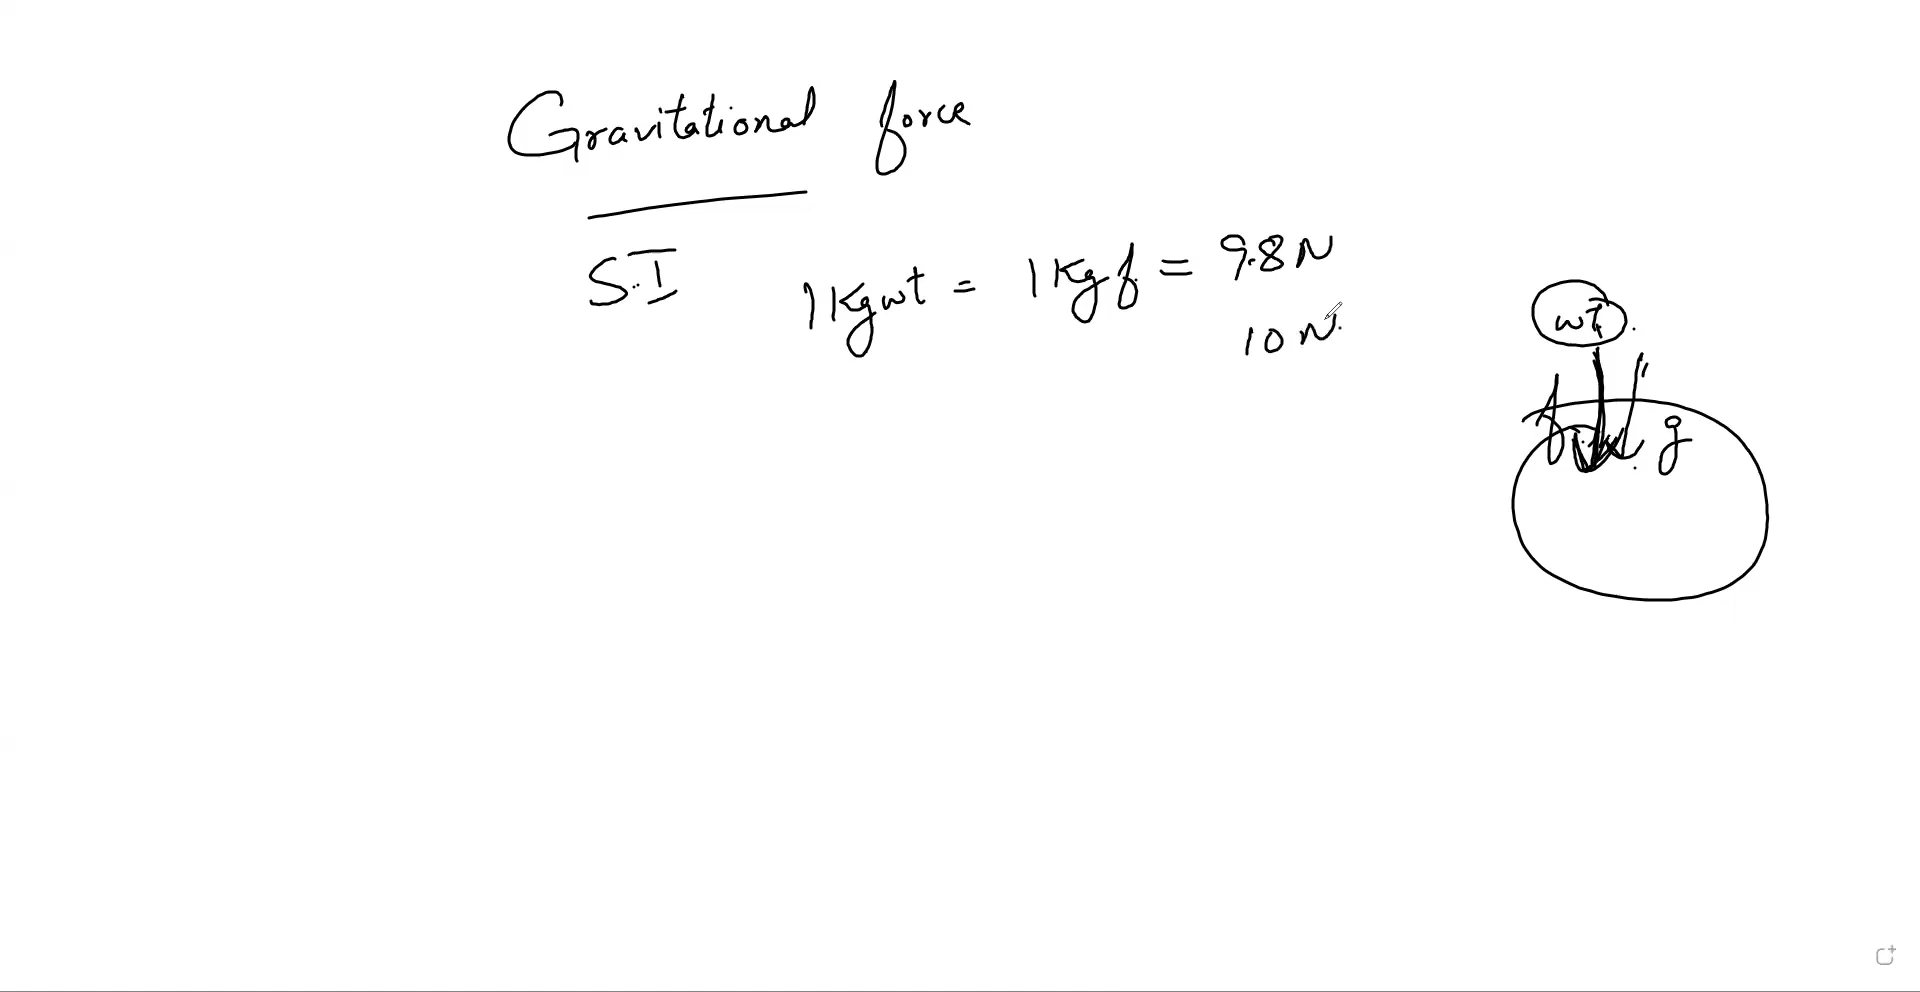 Gravitational force
S.I 1 Kgwt = 1 Kgf = 9.8 N
10 N.
wt.
g